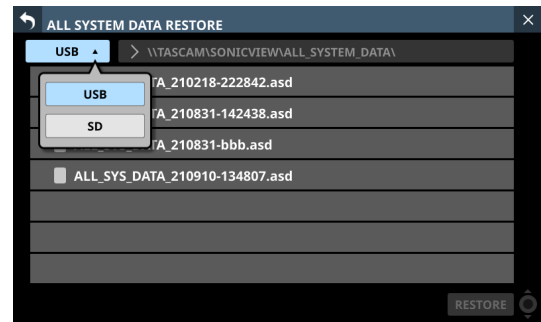 ALL SYSTEM DATA RESTORE
USB \\TASCAM\SONICVIEW\ALL_SYSTEM_DATA\
TA_210218-222842.asd
USB
TA_210831-142438.asd
SD
DATA_210831-bbb.asd
ALL_SYS_DATA_210910-134807.asd
RESTORE